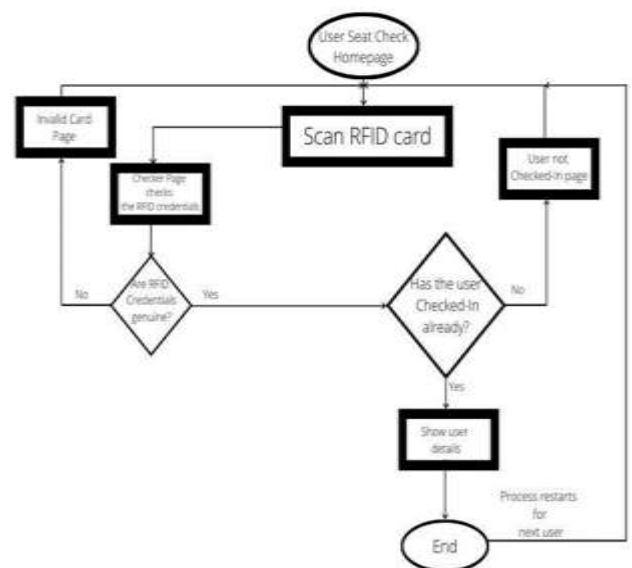 User Seat Check
Homepage
Invalid Card
Page
Scan RFID card
User not
Checked-In page
Checker Page
checks
the RFID credentials
Are RFID
Credentials
genuine?
No
Yes
Has the user
Checked-In
already?
No
Yes
Show user
details
Process restarts
for
next user
End